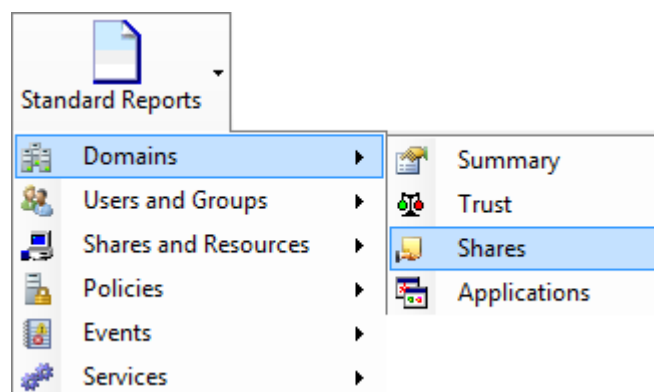 Standard Reports
Domains
Users and Groups
Shares and Resources
Policies
Events
Services
Summary
Trust
Shares
Applications